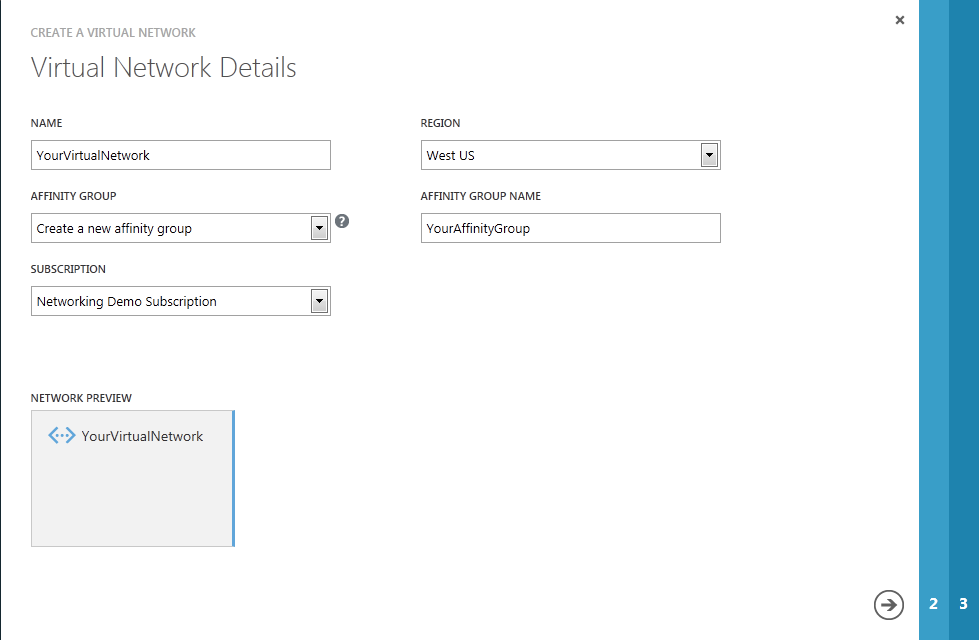 CREATE A VIRTUAL NETWORK
Virtual Network Details
NAME
REGION
YourVirtualNetwork
West US
AFFINITY GROUP
AFFINITY GROUP NAME
Create a new affinity group
?
YourAffinityGroup
SUBSCRIPTION
Networking Demo Subscription
NETWORK PREVIEW
YourVirtualNetwork
2
3